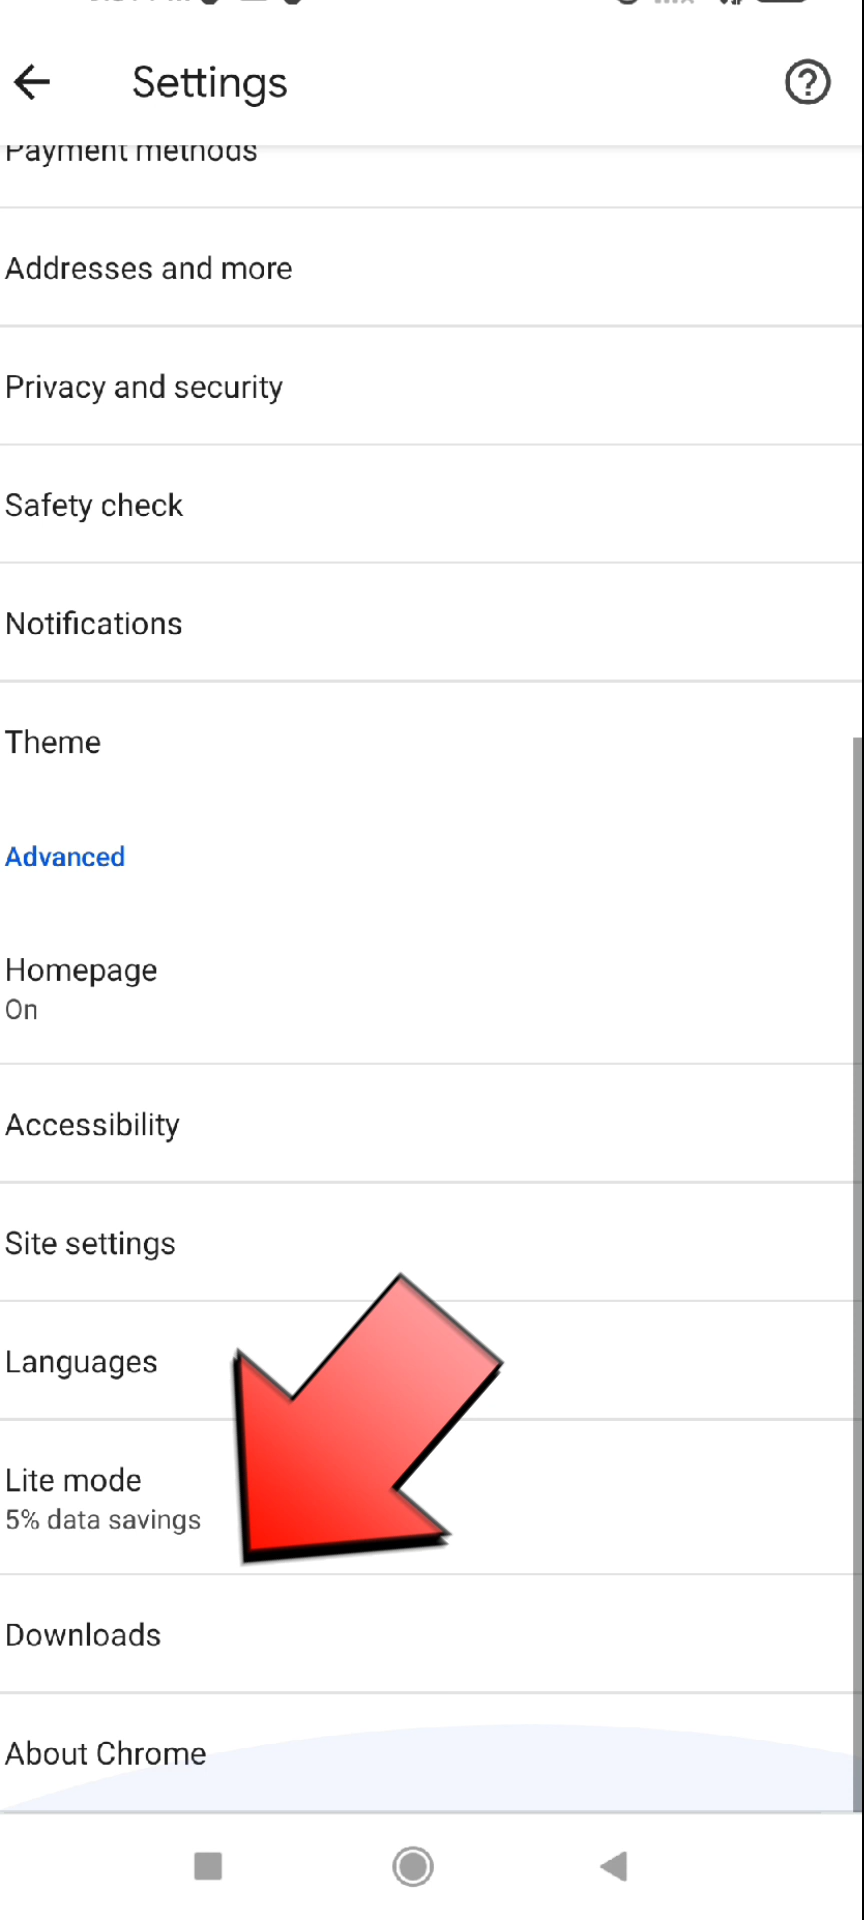 Settings
Payment methods
Addresses and more
Privacy and security
Safety check
Notifications
Theme
Advanced
Homepage
On
Accessibility
Site settings
Languages
Lite mode
5% data savings
Downloads
About Chrome